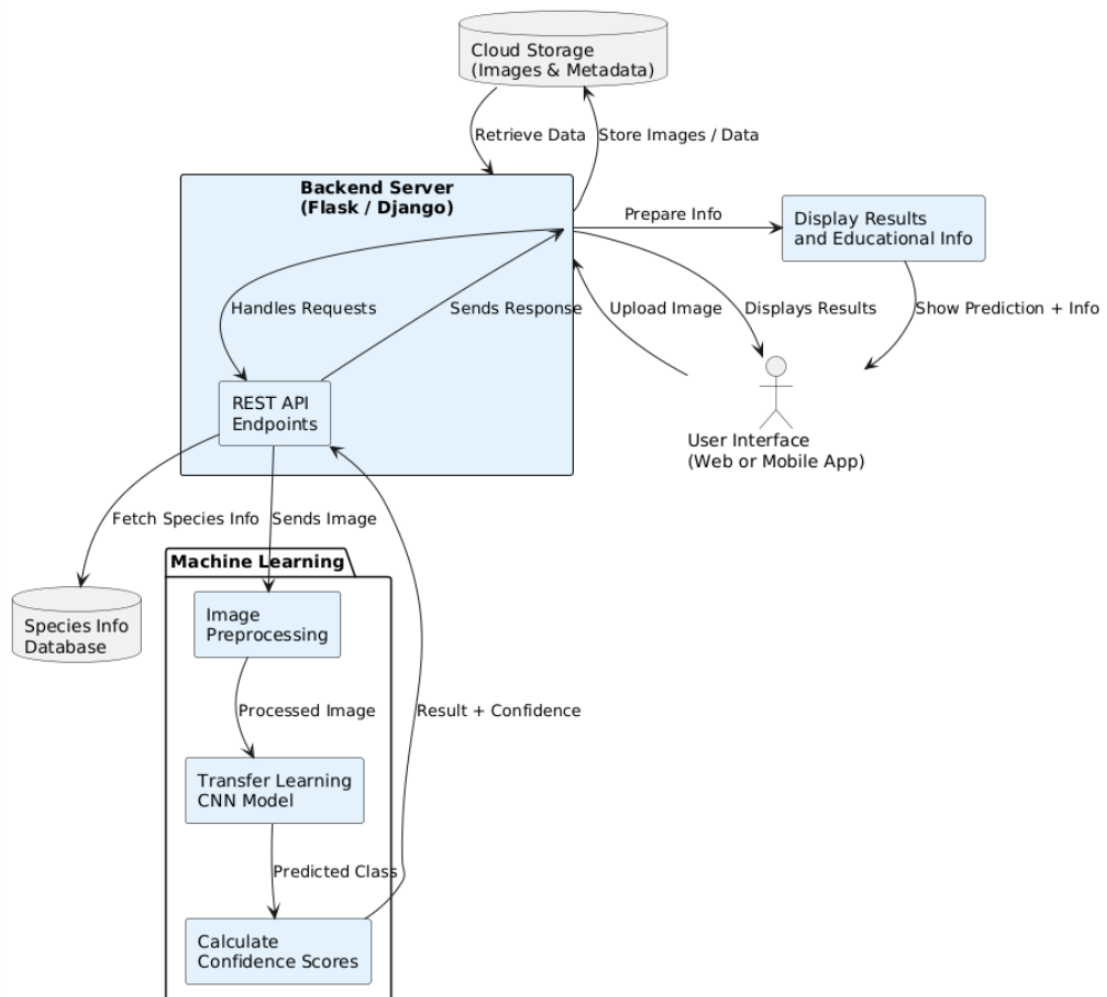 Cloud Storage
(Images & Metadata)
Retrieve Data
Store Images / Data
Backend Server
(Flask / Django)
Prepare Info
Display Results
and Educational Info
Handles Requests
Sends Response
Upload Image
Displays Results
Show Prediction + Info
REST API
Endpoints
User Interface
(Web or Mobile App)
Fetch Species Info
Sends Image
Machine Learning
Image
Preprocessing
Species Info
Database
Processed Image
Result + Confidence
Transfer Learning
CNN Model
Predicted Class
Calculate
Confidence Scores